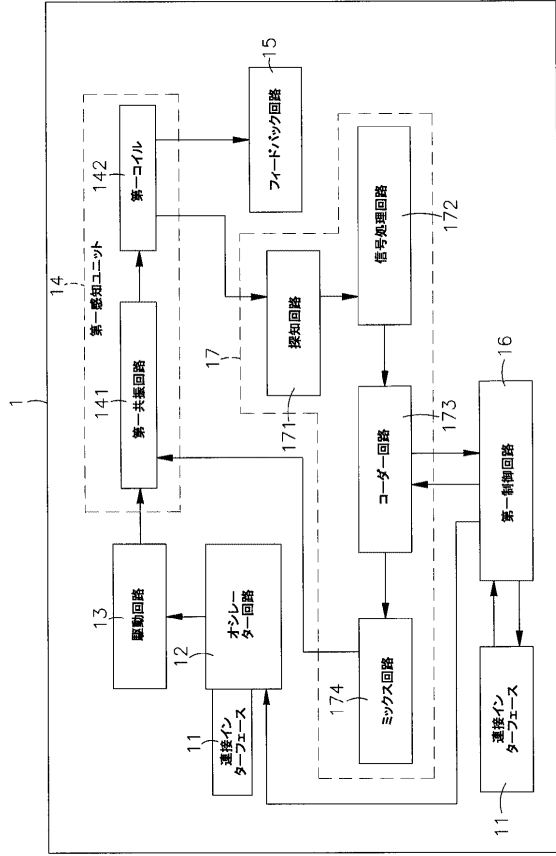 1
14
第一感知ユニット
141
第一共振回路
142
第一コイル
13
駆動回路
15
フィードバック回路
12
オシレー
ター回路
11
連接イン
ターフェース
17
171
探知回路
172
信号処理回路
173
コーダー回路
174
ミックス回路
16
第一制御回路
連接イン
ターフェース
11